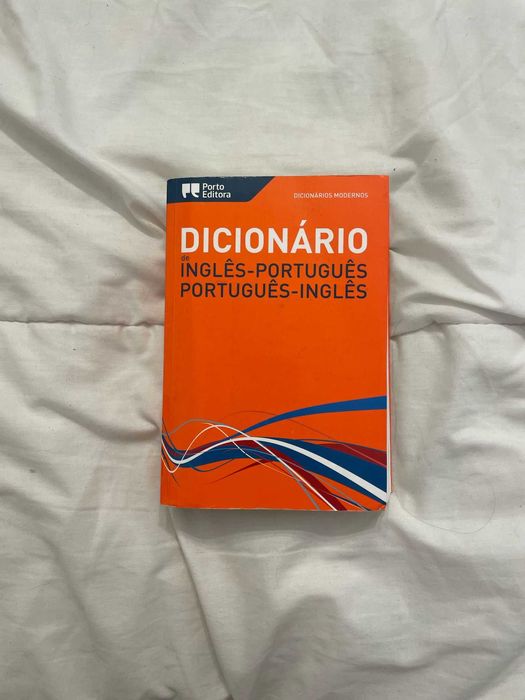 Porto
Editora
DICIONÁRIOS MODERNOS
DICIONÁRIO
de
INGLÊS-PORTUGUÊS
PORTUGUÊS-INGLÊS